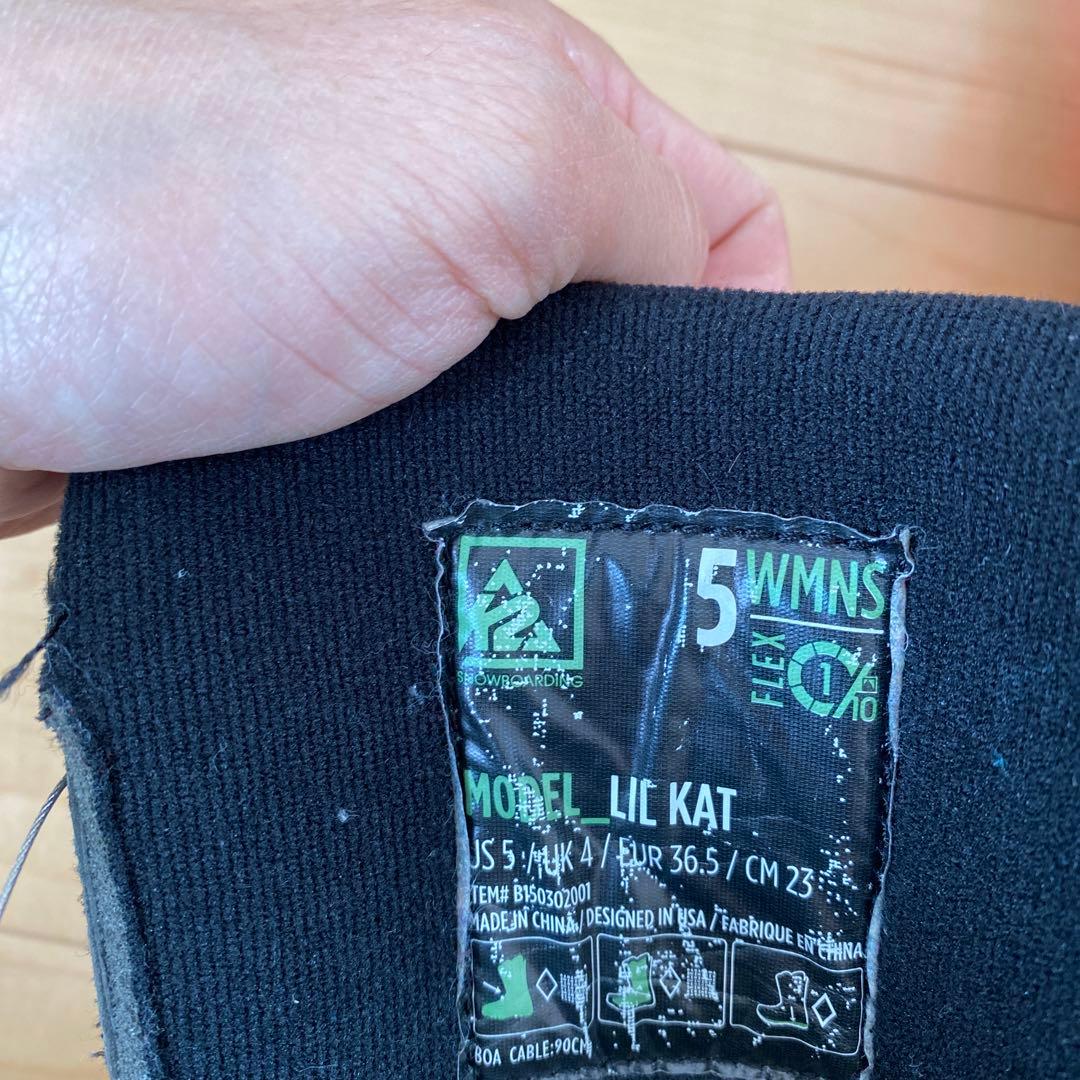 K2
SNOWBOARDING
5 WMNS
FLEX 1/10
MODEL_LIL KAT
US 5 / UK 4 / EUR 36.5 / CM 23
ITEM# B150302001
MADE IN CHINA / DESIGNED IN USA / FABRIQUE EN CHINA
BOA CABLE:90CM